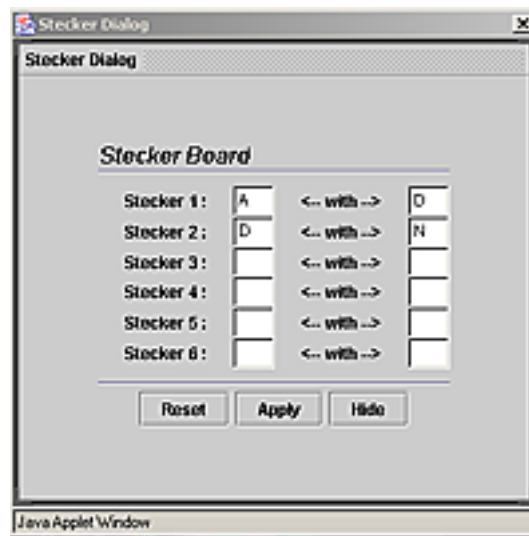 Stecker Dialog
Stecker Dialog
Stecker Board
Stecker 1: A <-- with --> O
Stecker 2: D <-- with --> N
Stecker 3: <-- with -->
Stecker 4: <-- with -->
Stecker 5: <-- with -->
Stecker 6: <-- with -->
Reset Apply Hide
Java Applet Window